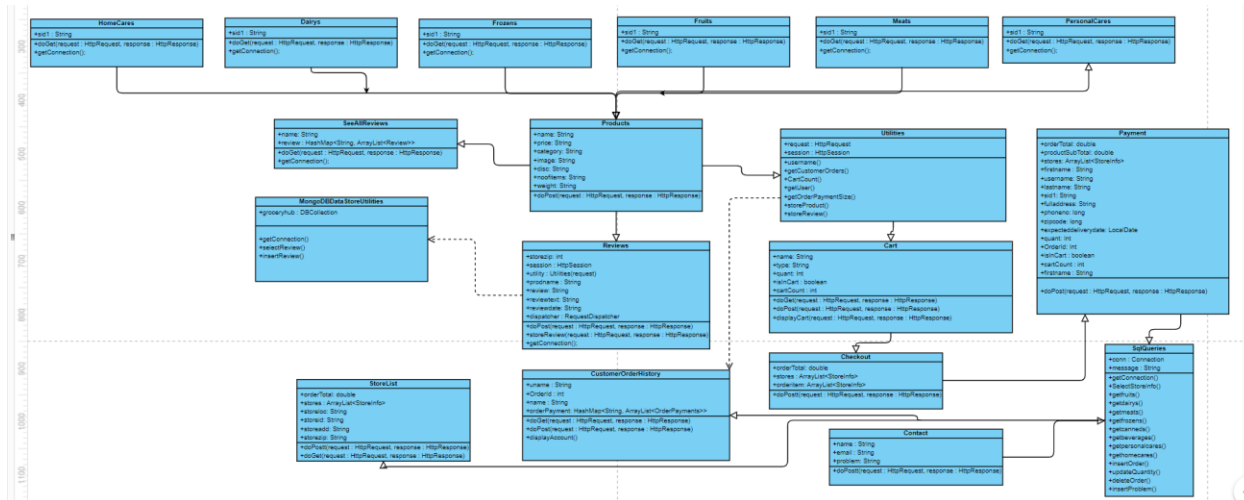 HomeCares
+sid1 : String
+doGet(request : HttpRequest, response : HttpResponse)
+getConnection();
Dairys
+sid1 : String
+doGet(request : HttpRequest, response : HttpResponse)
+getConnection();
Frozens
+sid1 : String
+doGet(request : HttpRequest, response : HttpResponse)
+getConnection();
Fruits
+sid1 : String
+doGet(request : HttpRequest, response : HttpResponse)
+getConnection();
Meats
+sid1 : String
+doGet(request : HttpRequest, response : HttpResponse)
+getConnection();
PersonalCares
+sid1 : String
+doGet(request : HttpRequest, response : HttpResponse)
+getConnection();
SeeAllReviews
+name: String
+review : HashMap<String, ArrayList<Review>>
+doGet(request : HttpRequest, response : HttpResponse)
+getConnection();
Products
+name: String
+price: String
+category: String
+image: String
+disc: String
+noofitems: String
+weight: String
+doPost(request : HttpRequest, response : HttpResponse)
Utilities
+request : HttpRequest
+session : HttpSession
+username()
+getCustomerOrders()
+CartCount()
+getUser()
+getOrderPaymentSize()
+storeProduct()
+storeReview()
Payment
+orderTotal: double
+productSubTotal: double
+stores: ArrayList<StoreInfo>
+firstname : String
+username: String
+lastname: String
+sid1: String
+fulladdress: String
+phoneno: long
+zipcode: long
+expecteddeliverydate: LocalDate
+quant: int
+OrderId: int
+isInCart : boolean
+cartCount : int
+firstname : String
+doPost(request : HttpRequest, response : HttpResponse)
MongoDBDataStoreUtilities
+groceryhub : DBCollection
+getConnection()
+selectReview()
+insertReview()
Reviews
+storezip: int
+session : HttpSession
+utility : Utilities(request)
+prodname : String
+review: String
+reviewtext: String
+reviewdate: String
+dispatcher : RequestDispatcher
+doPost(request : HttpRequest, response : HttpResponse)
+storeReview(request : HttpRequest, response : HttpResponse)
+getConnection();
Cart
+name: String
+type: String
+quant: int
+isInCart : boolean
+cartCount : int
+doGet(request : HttpRequest, response : HttpResponse)
+doPost(request : HttpRequest, response : HttpResponse)
+displayCart(request : HttpRequest, response : HttpResponse)
Checkout
+orderTotal: double
+stores : ArrayList<StoreInfo>
+orderitem: ArrayList<StoreInfo>
+doPost(request : HttpRequest, response : HttpResponse)
SqlQueries
+conn : Connection
+message : String
+getConnection()
+SelectStoreInfo()
+getfruits()
+getdairys()
+getmeats()
+getfrozens()
+getcanneds()
+getbeverages()
+getpersonalcares()
+gethomecares()
+insertOrder()
+updateQuantity()
+deleteOrder()
+insertProblem()
StoreList
+orderTotal: double
+stores : ArrayList<StoreInfo>
+storeloc: String
+storeid: String
+storeadd: String
+storezip: String
+doPost(request : HttpRequest, response : HttpResponse)
+doGet(request : HttpRequest, response : HttpResponse)
CustomerOrderHistory
+uname : String
+OrderId : int
+name : String
+orderPayment: HashMap<String, ArrayList<OrderPayments>>
+doGet(request : HttpRequest, response : HttpResponse)
+doPost(request : HttpRequest, response : HttpResponse)
+displayAccount()
Contact
+name : String
+email : String
+problem: String
+doPost(request : HttpRequest, response : HttpResponse)
300
400
500
600
700
800
900
1000
1100